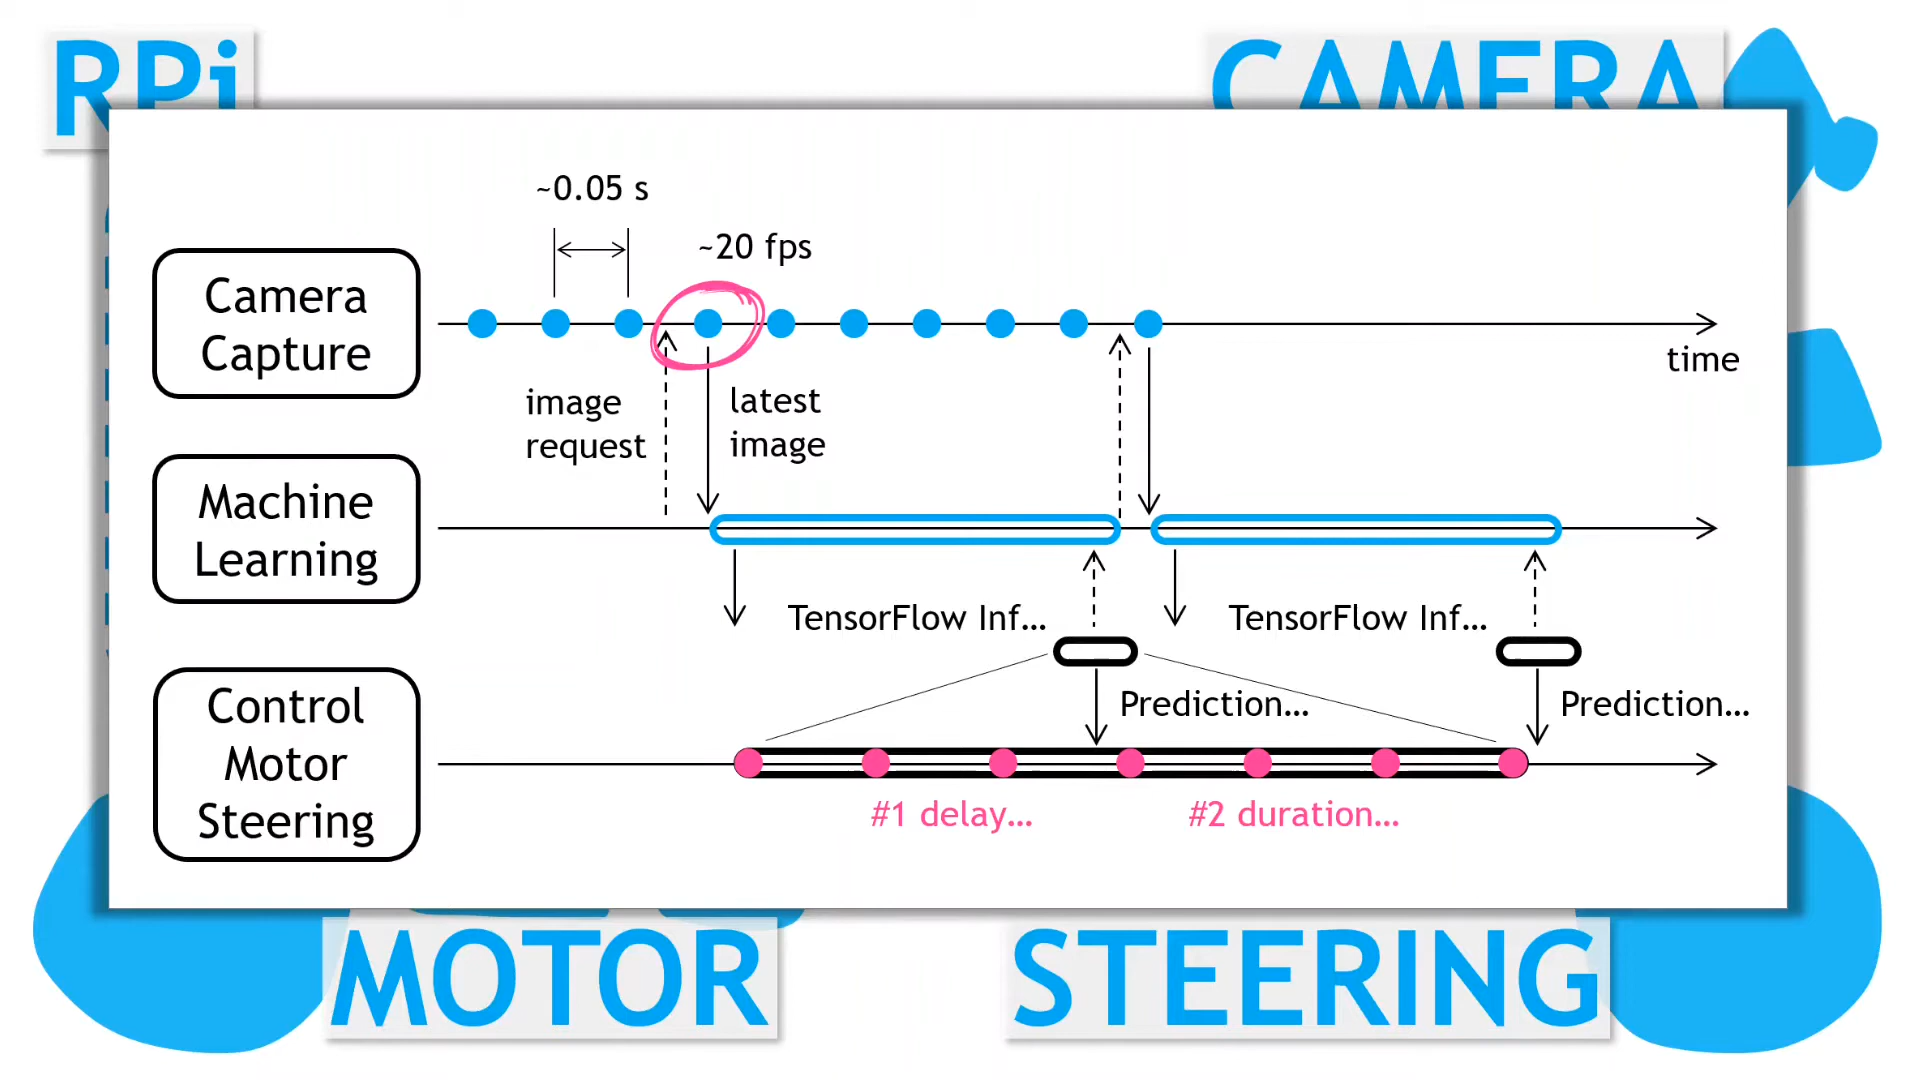 RPi
CAMERA
~0.05 s
~20 fps
Camera
Capture
time
image
request
latest
image
Machine
Learning
TensorFlow Inf…
TensorFlow Inf…
Control
Motor
Steering
Prediction…
Prediction…
#1 delay…
#2 duration…
MOTOR
STEERING